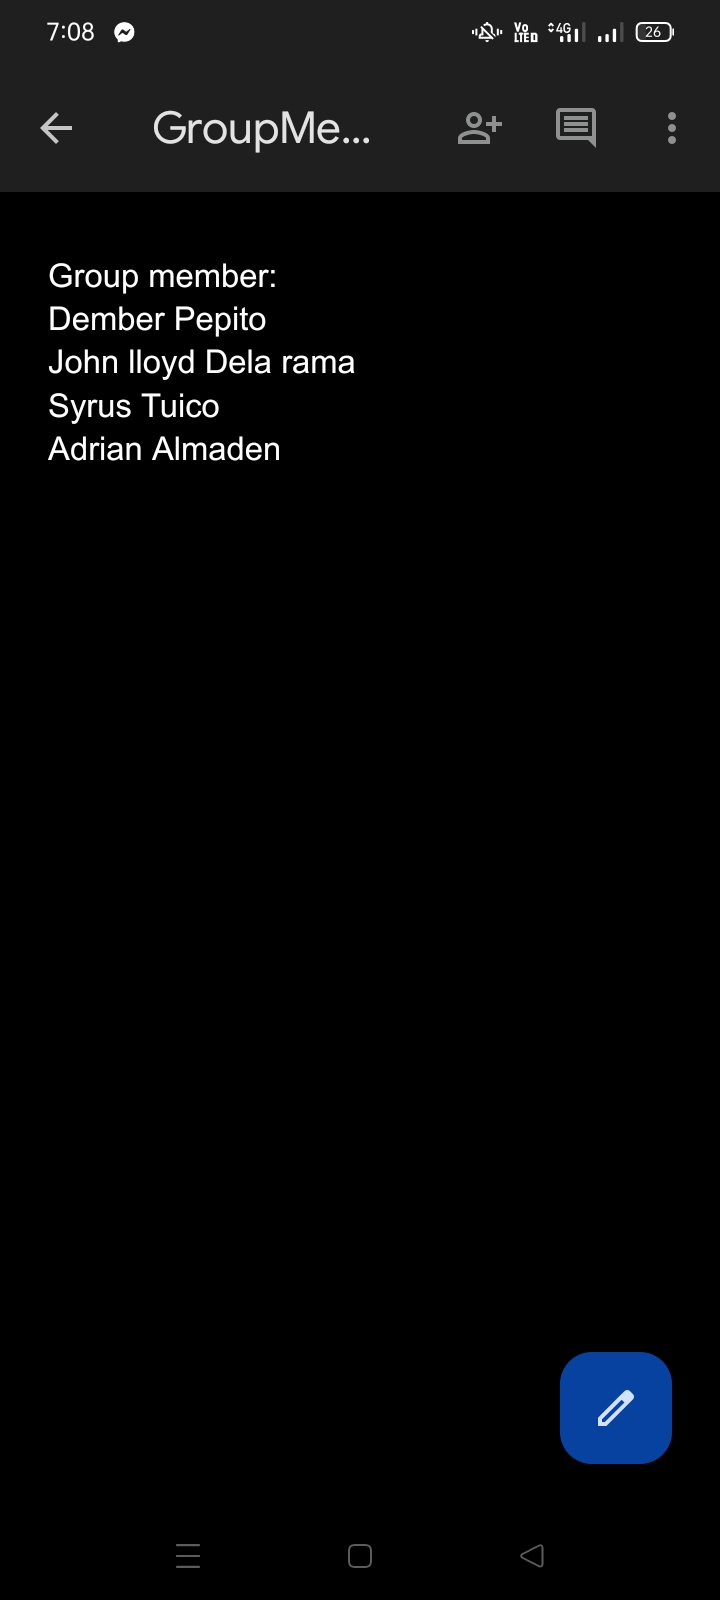 7:08 Vo LTE 4G 26
GroupMe...
Group member:
Dember Pepito
John lloyd Dela rama
Syrus Tuico
Adrian Almaden